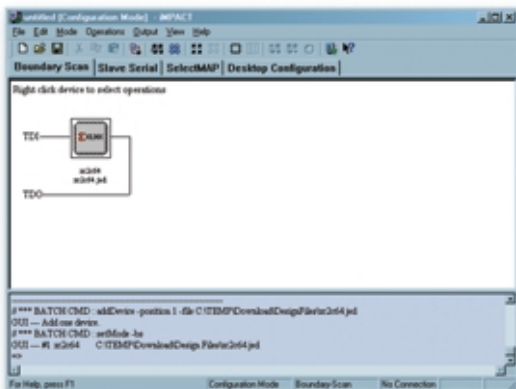 untitled [Configuration Mode] - iMPACT
File Edit Mode Operations Output View Help
Boundary Scan Slave Serial SelectMAP Desktop Configuration
Right click device to select operations
TDI
XILINX
xc2c64
xc2c64.jed
TDO
// *** BATCH CMD : addDevice -position 1 -file C:\TEMP\Download\DesignFiles\xc2c64.jed
GUI --- Add one device.
// *** BATCH CMD : setMode -bs
GUI --- #1 xc2c64 C:\TEMP\Download\Design Files\xc2c64.jed
=>
For Help, press F1 Configuration Mode Boundary-Scan No Connection